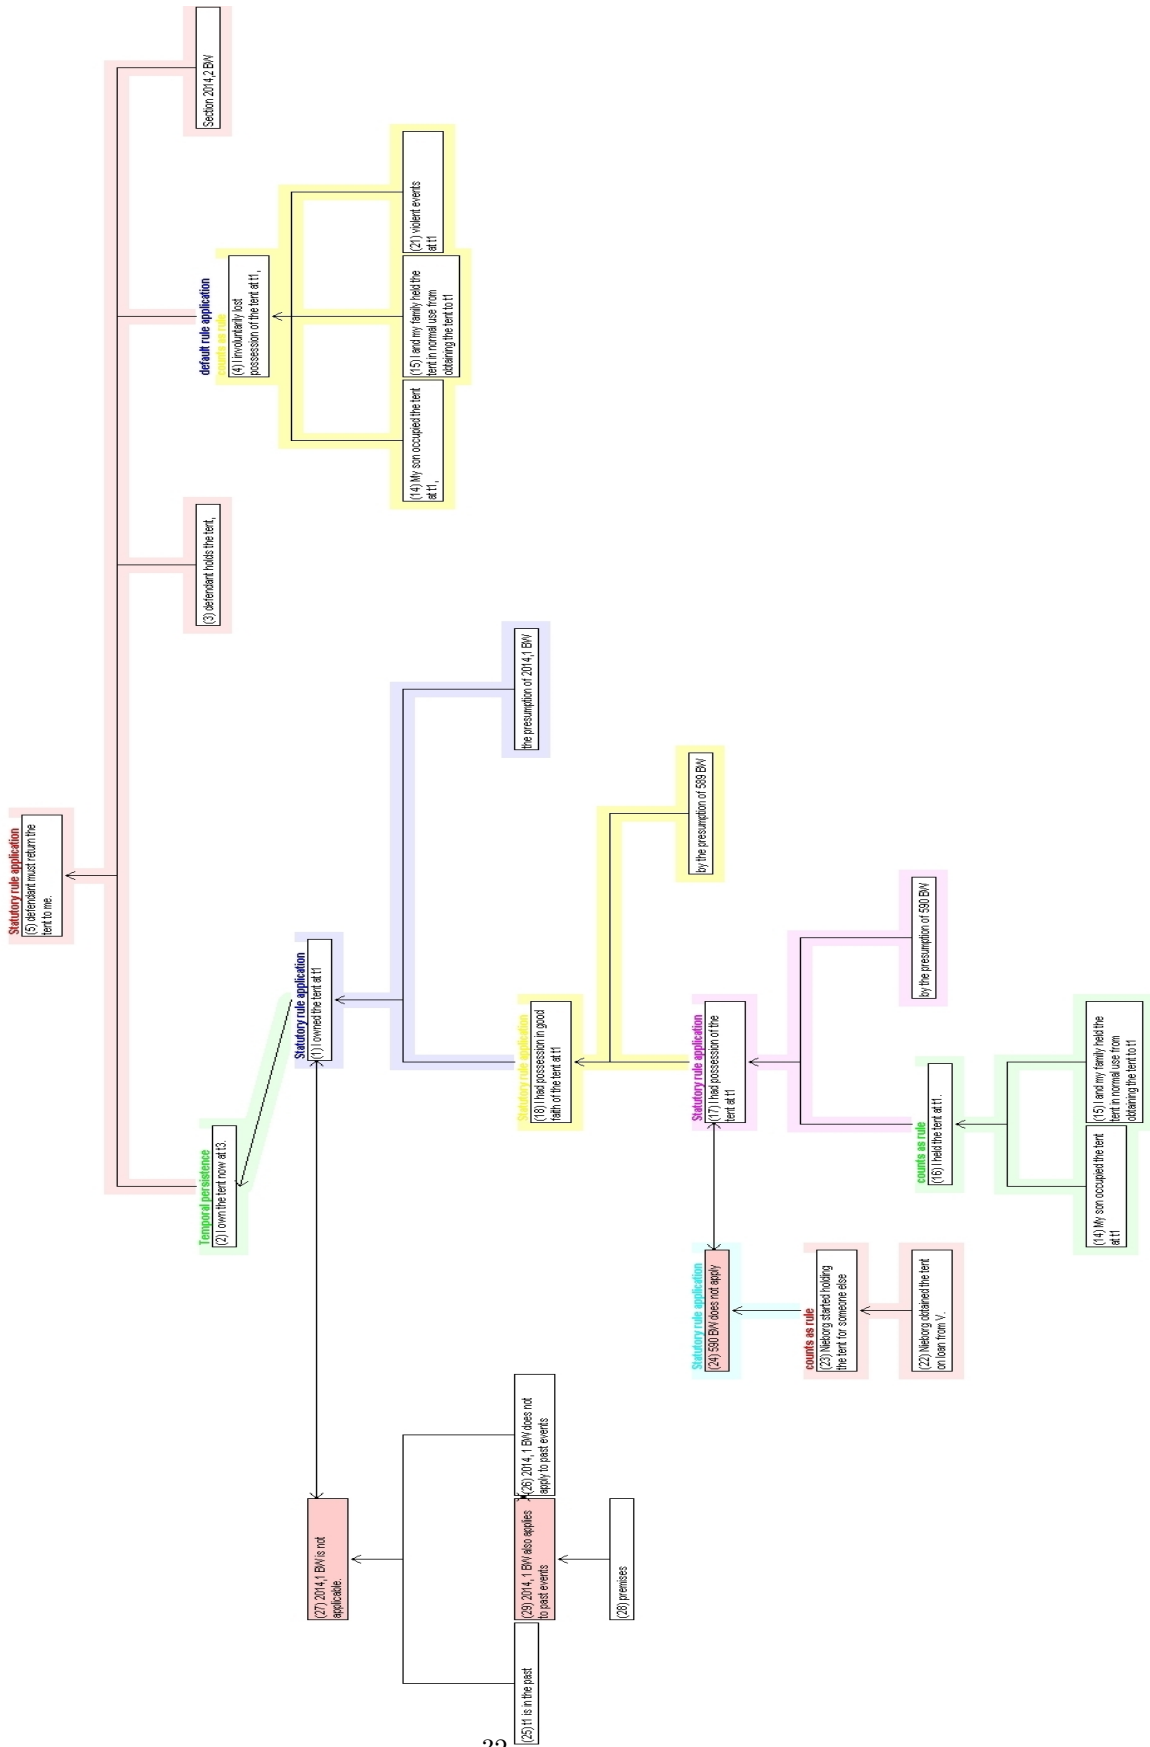 Statutory rule application
(5) defendant must return the
tent to me.
Temporal persistence
(2) I own the tent now at t3.
(3) defendant holds the tent,
default rule application
counts as rule
(4) I involuntarily lost
possession of the tent at t1,
Section 2014,2 BW
Statutory rule application
(1) I owned the tent at t1
(14) My son occupied the tent
at t1,
(15) I and my family held the
tent in normal use from
obtaining the tent to t1
(21) violent events
at t1
(27) 2014,1 BW is not
applicable.
Statutory rule application
(18) I had possession in good
faith of the tent at t1
the presumption of 2014,1 BW
(25) t1 is in the past
(29) 2014, 1 BW also applies
to past events
(26) 2014, 1 BW does not
apply to past events
(28) premises
Statutory rule application
(24) 590 BW does not apply
Statutory rule application
(17) I had possession of the
tent at t1
by the presumption of 589 BW
counts as rule
(23) Nieborg started holding
the tent for someone else
(22) Nieborg obtained the tent
on loan from V.
counts as rule
(16) I held the tent at t1.
by the presumption of 590 BW
(14) My son occupied the tent
at t1
(15) I and my family held the
tent in normal use from
obtaining the tent to t1